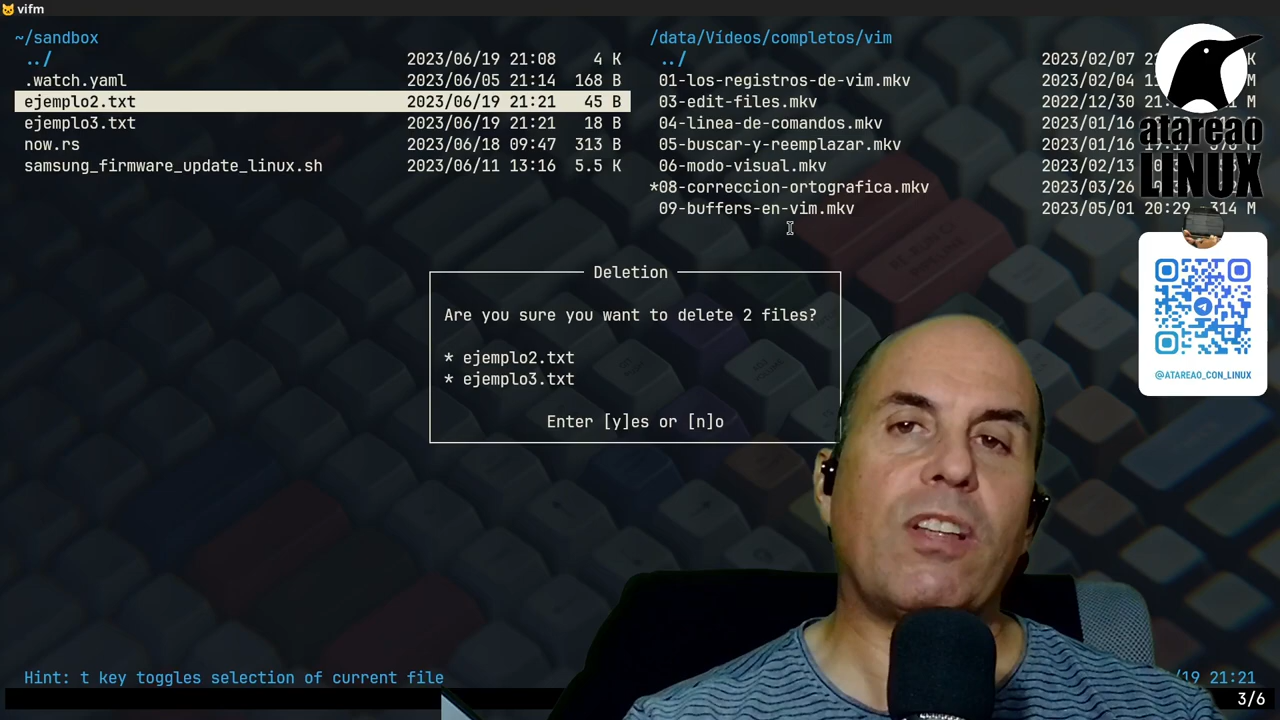 vifm
~/sandbox
../ 2023/06/19 21:08 4 K
.watch.yaml 2023/06/05 21:14 168 B
ejemplo2.txt 2023/06/19 21:21 45 B
ejemplo3.txt 2023/06/19 21:21 18 B
now.rs 2023/06/18 09:47 313 B
samsung_firmware_update_linux.sh 2023/06/11 13:16 5.5 K
/data/Vídeos/completos/vim
../ 2023/02/07 K
01-los-registros-de-vim.mkv 2023/02/04 M
03-edit-files.mkv 2022/12/30 M
04-linea-de-comandos.mkv 2023/01/16
05-buscar-y-reemplazar.mkv 2023/01/16
06-modo-visual.mkv 2023/02/13
*08-correccion-ortografica.mkv 2023/03/26
09-buffers-en-vim.mkv 2023/05/01 20:29 314 M
atareao
LINUX
@ATAREAO_CON_LINUX
Deletion
Are you sure you want to delete 2 files?
* ejemplo2.txt
* ejemplo3.txt
Enter [y]es or [n]o
Hint: t key toggles selection of current file
/19 21:21
3/6